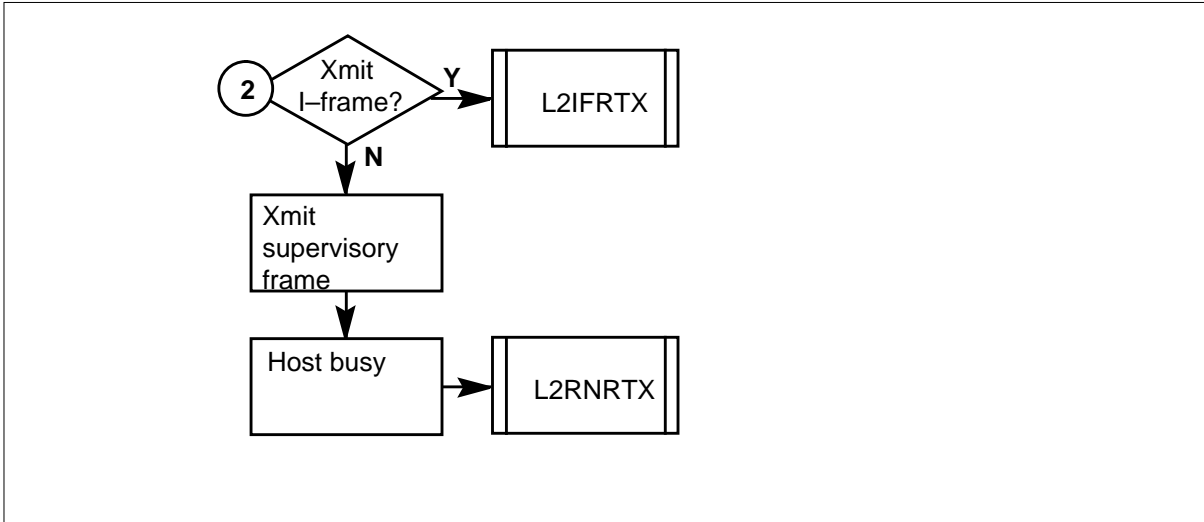 2
Xmit
I–frame?
Y
L2IFRTX
N
Xmit
supervisory
frame
Host busy
L2RNRTX